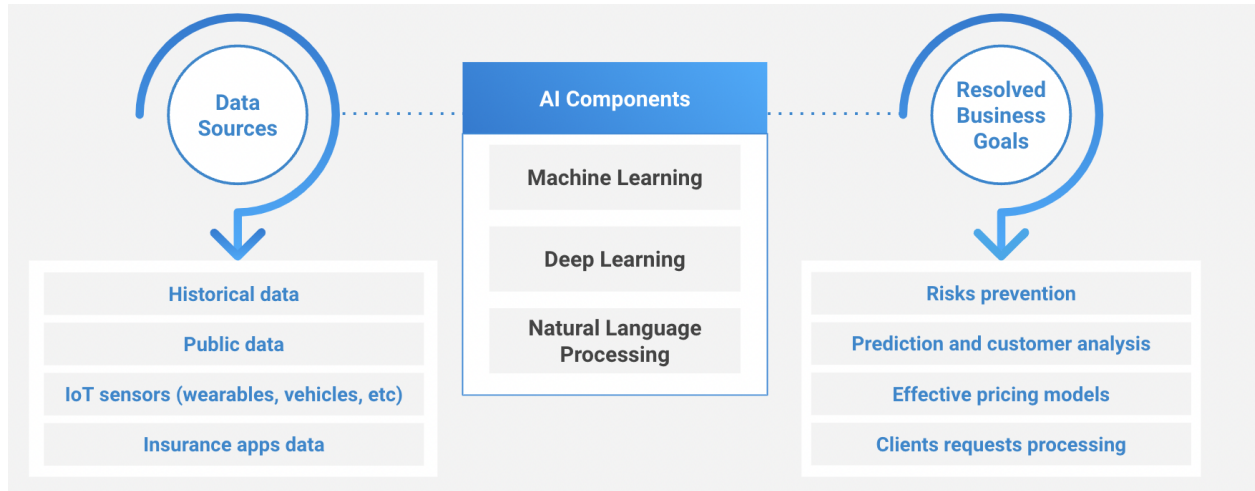 Data
Sources
Historical data
Public data
IoT sensors (wearables, vehicles, etc)
Insurance apps data
AI Components
Machine Learning
Deep Learning
Natural Language
Processing
Resolved
Business
Goals
Risks prevention
Prediction and customer analysis
Effective pricing models
Clients requests processing